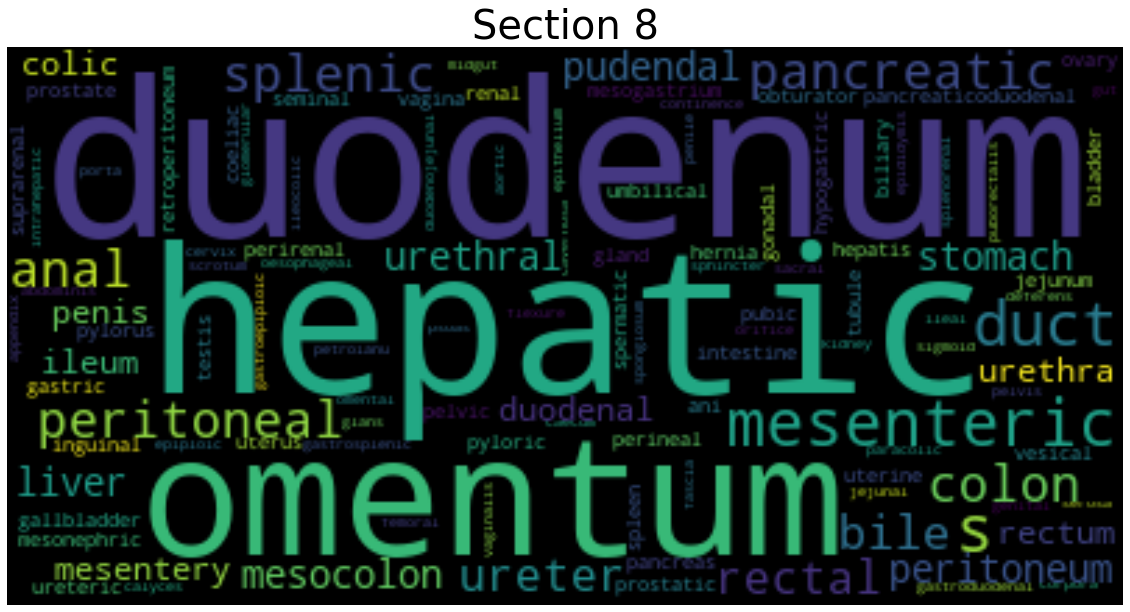 Section 8
colic
splenic
midgut
pudendal
pancreatic
ovary
prostate
seminal
vagina
renal
mesogastrium
continence
obturator
pancreaticoduodenal
gut
duodenum
suprarenal
intrahepatic
porta
retroperitoneum
coeliac
glomerular
ileocolic
duodenojejunal
aortic
epithelium
umbilical
penile
gonadal
hypogastric
biliary
epididymis
splenorenal
puborectalis
bladder
anal
cervix
perirenal
scrotum
oesophageal
urethral
gland
hernia
sphincter
sacral
hepatis
stomach
hepatic
abdominis
appendix
penis
pylorus
testis
gastroepiploic
petroianu
flexure
spermatic
spongiosum
pubic
orifice
intestine
tubule
kidney
ileal
sigmoid
jejunum
deferens
duct
ileum
gastric
urethra
pelvis
peritoneal
omental
glans
pelvic
duodenal
caecum
ani
mesenteric
inguinal
epiploic
uterus
gastrosplenic
pyloric
perineal
paracolic
vesical
liver
omentum
vaginalis
femoral
spleen
fascia
uterine
jejunal
colon
gallbladder
mesonephric
bile
s
rectum
mesentery
mesocolon
ureter
pancreas
prostatic
rectal
peritoneum
ureteric
calyces
gastroduodenal
corpora